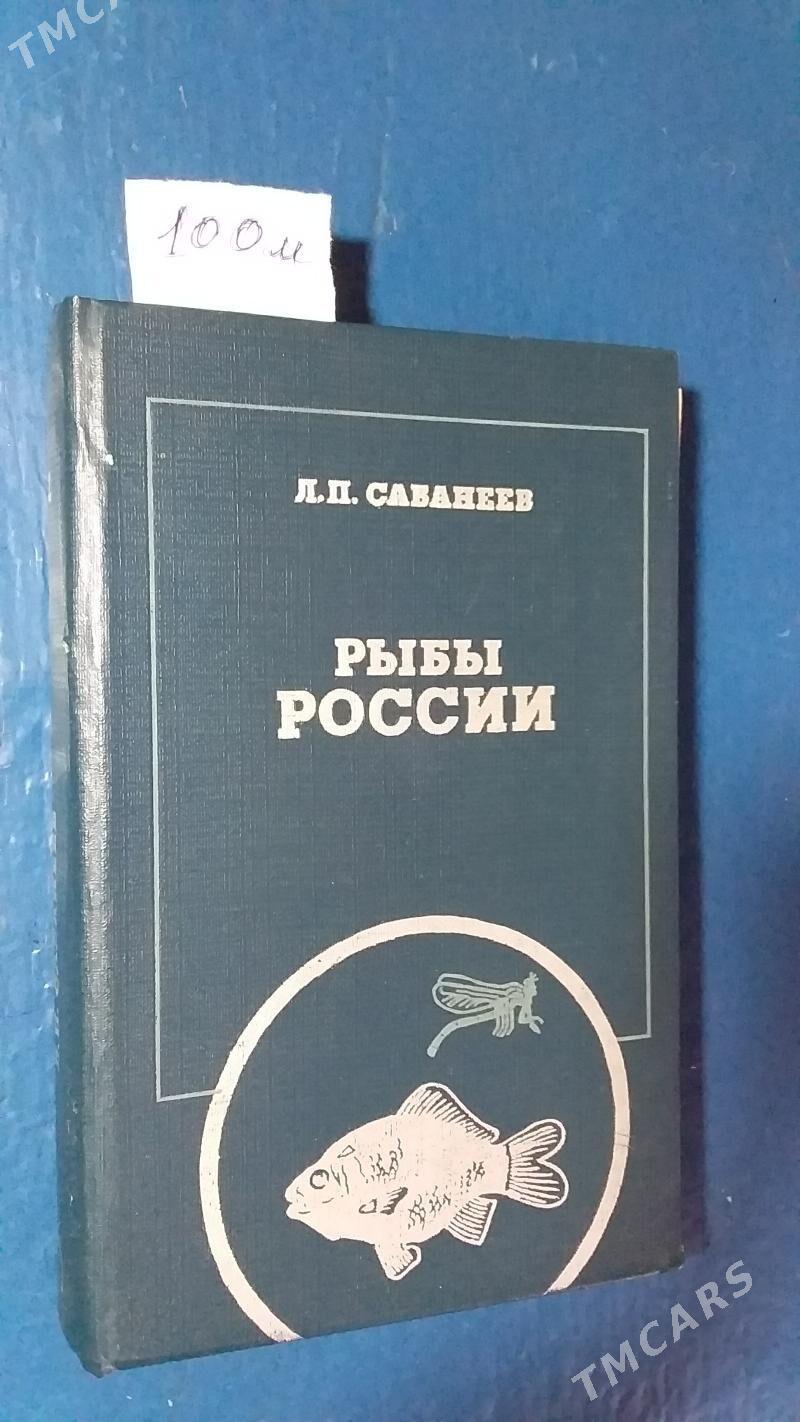 TMCA
100м
Л.П. САБАНЕЕВ
РЫБЫ
РОССИИ
TMCARS